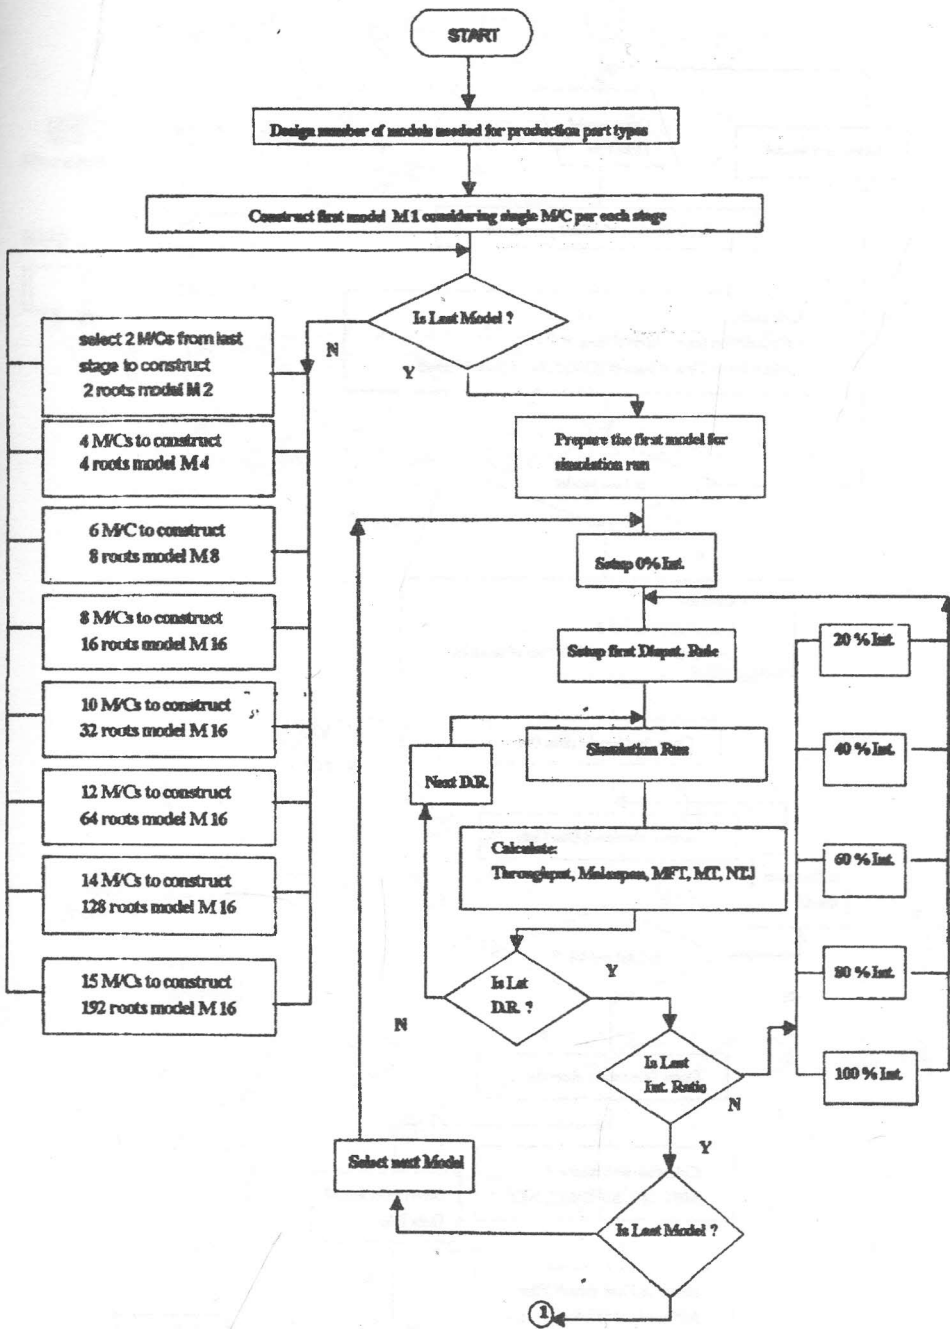 START
Design number of models needed for production part types
Construct first model M 1 considering single M/C per each stage
Is Last Model ?
N
Y
select 2 M/Cs from last
stage to construct
2 roots model M 2
4 M/Cs to construct
4 roots model M 4
6 M/C to construct
8 roots model M 8
8 M/Cs to construct
16 roots model M 16
10 M/Cs to construct
32 roots model M 16
12 M/Cs to construct
64 roots model M 16
14 M/Cs to construct
128 roots model M 16
15 M/Cs to construct
192 roots model M 16
Prepare the first model for
simulation run
Setup 0% Int.
Setup first Dispat. Rule
Simulation Run
Next D.R.
Calculate:
Throughput, Makespan, MFT, MT, NTJ
Is Lst
D.R. ?
Y
N
Is Last
Int. Ratio
N
Y
20 % Int.
40 % Int.
60 % Int.
80 % Int.
100 % Int.
Select next Model
Is Last Model ?
1